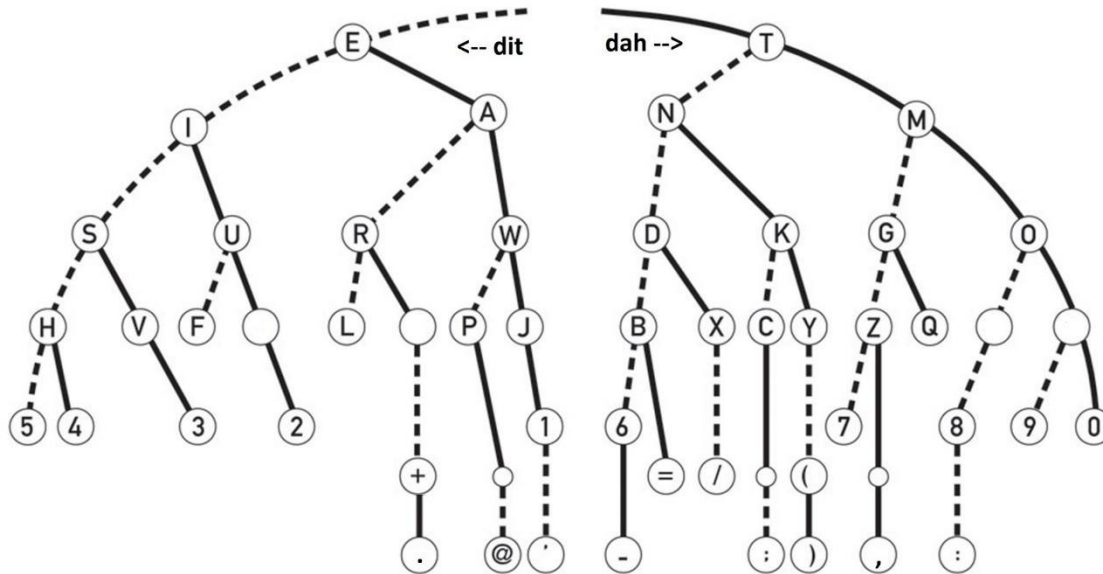 E <-- dit dah --> T
I A N M
S U R W D K G O
H V F L P J B X C Y Z Q
5 4 3 2 1 6 7 8 9 0
+ = / (
. @ ' - ; ) , :